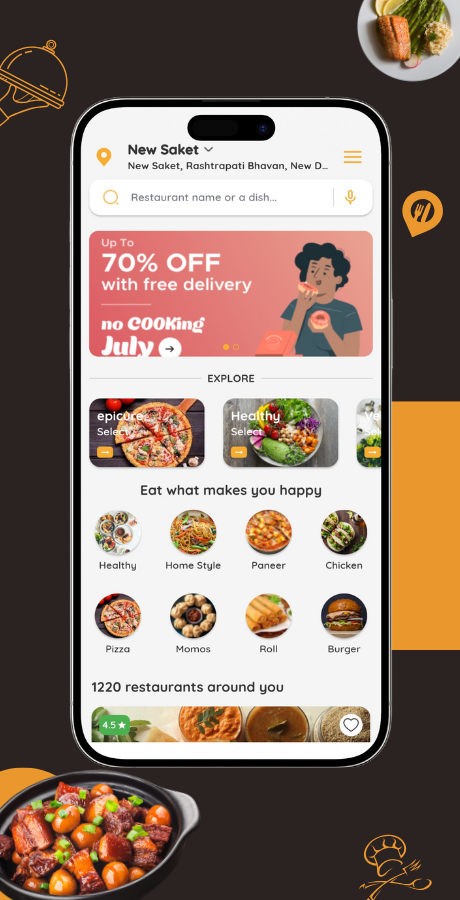 New Saket
New Saket, Rashtrapati Bhavan, New D...
Restaurant name or a dish...
Up To
70% OFF
with free delivery
no COOKing
July
EXPLORE
epicure
Select
Healthy
Select
Ve
Sel
Eat what makes you happy
Healthy
Home Style
Paneer
Chicken
Pizza
Momos
Roll
Burger
1220 restaurants around you
4.5 ★